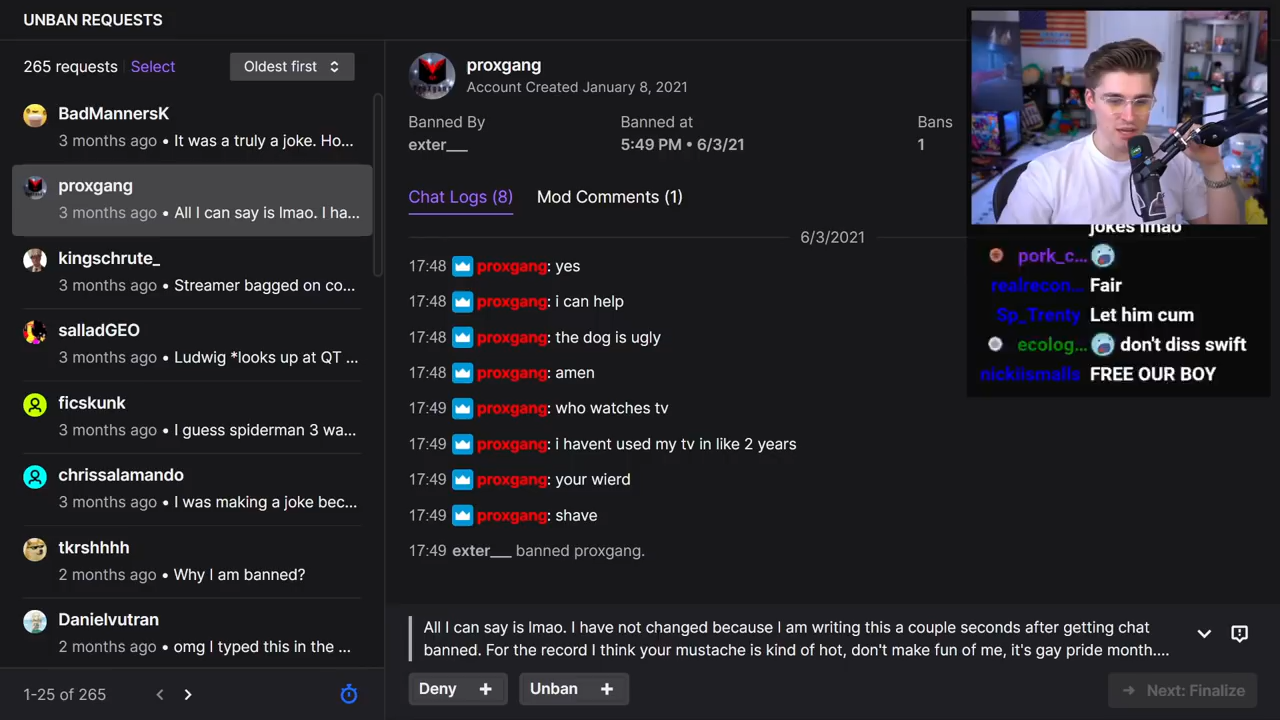 UNBAN REQUESTS
265 requests Select
Oldest first
BadMannersK
3 months ago • It was a truly a joke. Ho...
proxgang
3 months ago • All I can say is lmao. I ha...
kingschrute_
3 months ago • Streamer bagged on co...
salladGEO
3 months ago • Ludwig *looks up at QT ...
ficskunk
3 months ago • I guess spiderman 3 wa...
chrissalamando
3 months ago • I was making a joke bec...
tkrshhhh
2 months ago • Why I am banned?
Danielvutran
2 months ago • omg I typed this in the ...
1-25 of 265
proxgang
Account Created January 8, 2021
Banned By
exter___
Banned at
5:49 PM • 6/3/21
Bans
1
Chat Logs (8) Mod Comments (1)
6/3/2021
17:48 proxgang: yes
17:48 proxgang: i can help
17:48 proxgang: the dog is ugly
17:48 proxgang: amen
17:49 proxgang: who watches tv
17:49 proxgang: i havent used my tv in like 2 years
17:49 proxgang: your wierd
17:49 proxgang: shave
17:49 exter___ banned proxgang.
All I can say is lmao. I have not changed because I am writing this a couple seconds after getting chat
banned. For the record I think your mustache is kind of hot, don't make fun of me, it's gay pride month....
Deny + Unban +
Next: Finalize
jokes lmao
pork_c...
realrecon... Fair
Sp_Trenty Let him cum
ecolog... don't diss swift
nickiismalls FREE OUR BOY